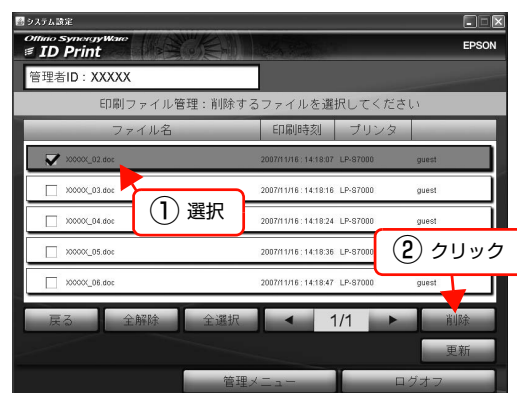 システム設定
Offirio SynergyWare
ID Print
EPSON
管理者ID：XXXXX
印刷ファイル管理：削除するファイルを選択してください
ファイル名 印刷時刻 プリンタ
XXXXX_02.doc 2007/11/16 : 14:18:07 LP-S7000 guest
XXXXX_03.doc 2007/11/16 : 14:18:16 LP-S7000 guest
① 選択
XXXXX_04.doc 2007/11/16 : 14:18:24 LP-S7000 guest
② クリック
XXXXX_05.doc 2007/11/16 : 14:18:36 LP-S7000
XXXXX_06.doc 2007/11/16 : 14:18:47 LP-S7000 guest
戻る 全解除 全選択 ◀ 1/1 ▶ 削除
更新
管理メニュー ログオフ